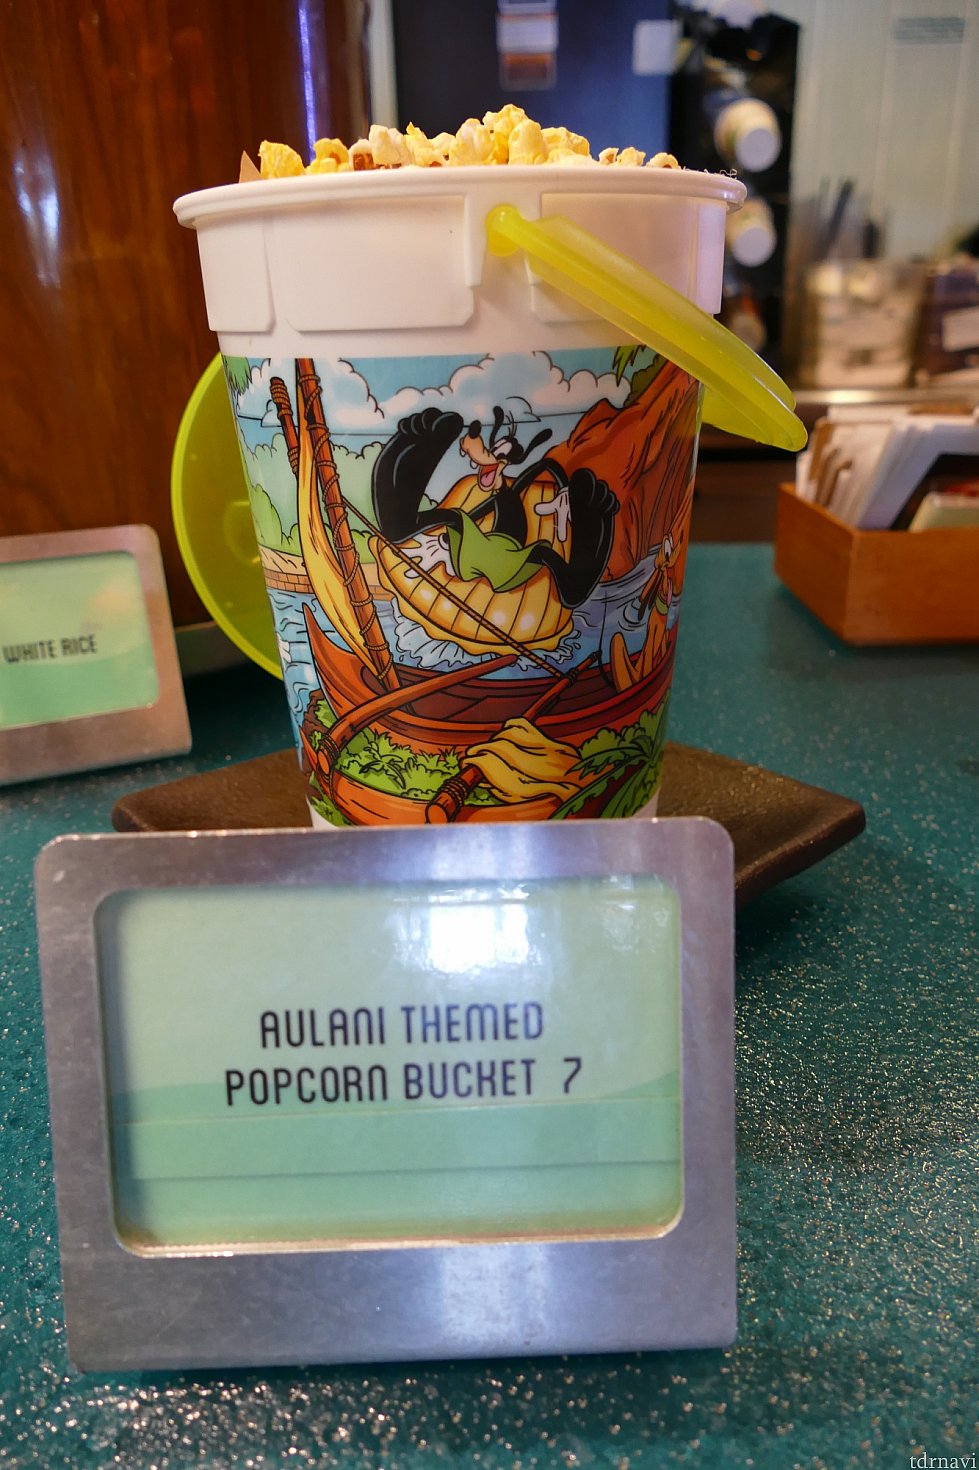 WHITE RICE
AULANI THEMED
POPCORN BUCKET 7
tdrnavi